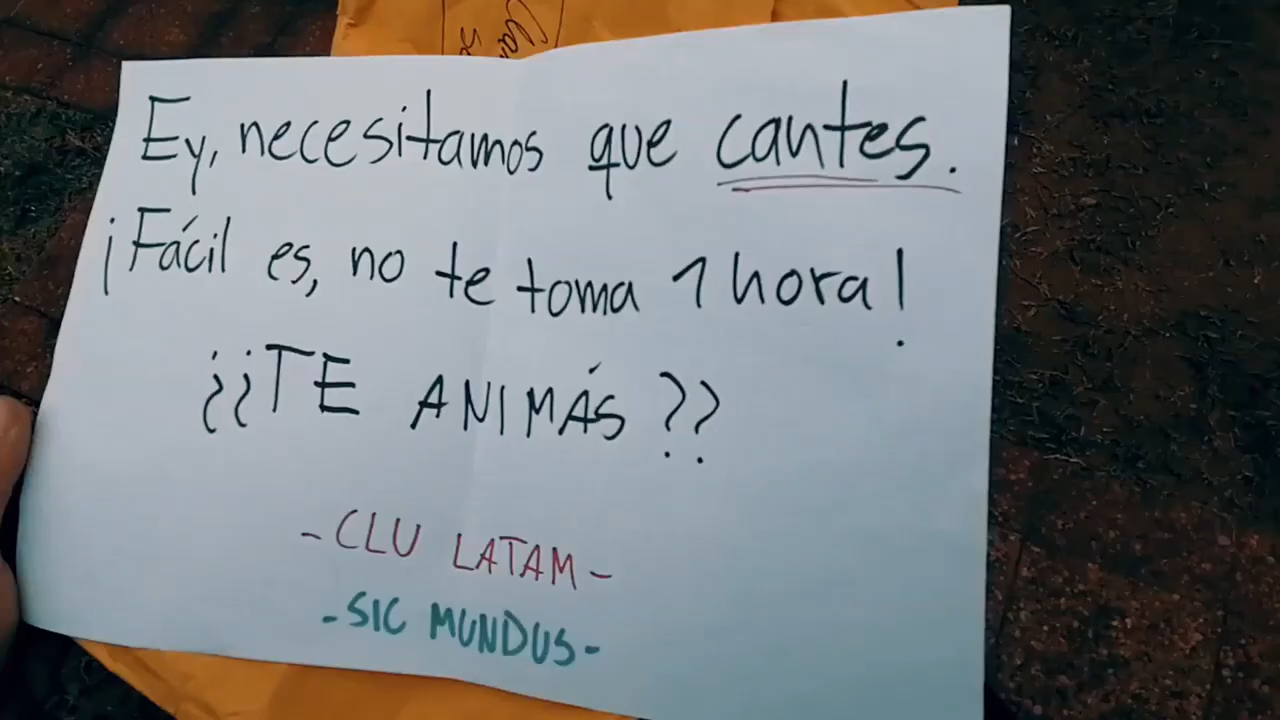 Ey, necesitamos que cantes.
¡Fácil es, no te toma 1 hora!
¿¿TE ANIMÁS??
-CLU LATAM-
-SIC MUNDUS-